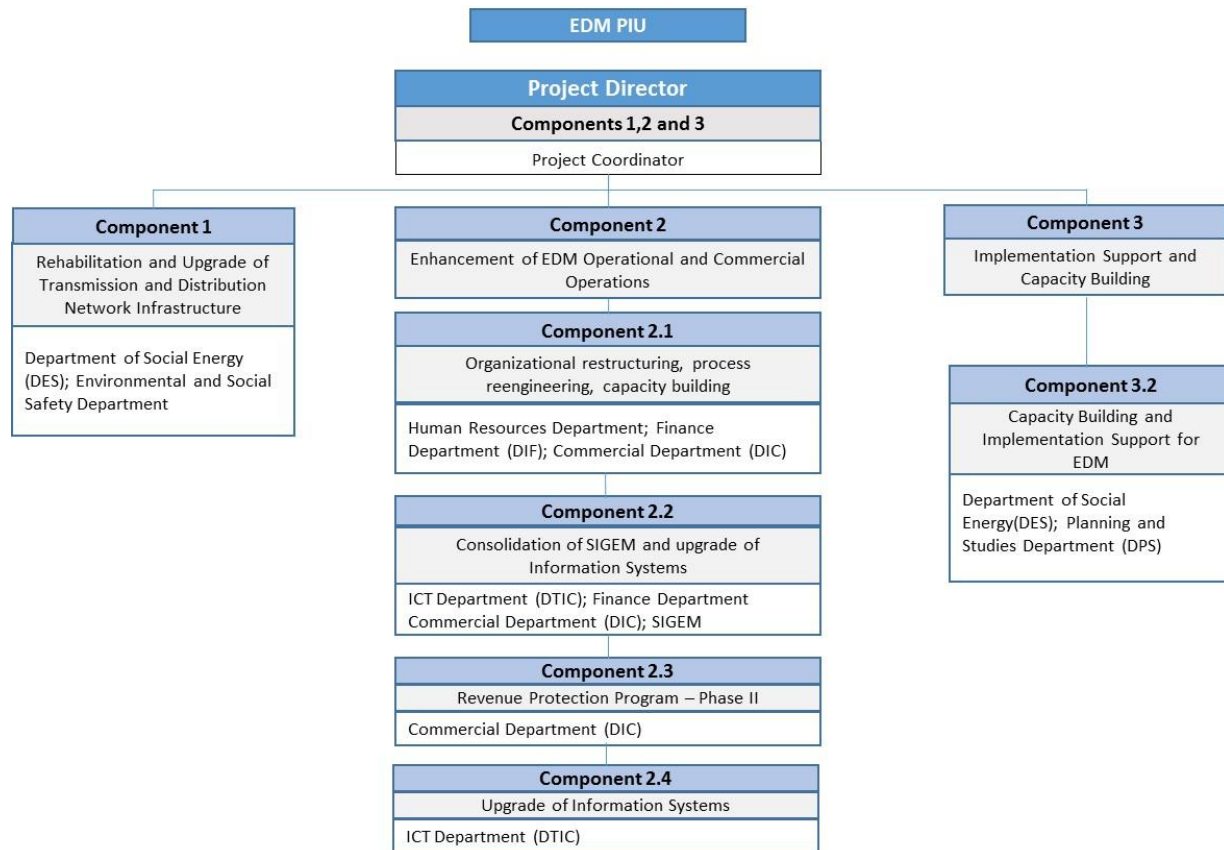 EDM PIU
Project Director
Components 1,2 and 3
Project Coordinator
Component 1
Rehabilitation and Upgrade of
Transmission and Distribution
Network Infrastructure
Department of Social Energy
(DES); Environmental and Social
Safety Department
Component 2
Enhancement of EDM Operational and Commercial
Operations
Component 2.1
Organizational restructuring, process
reengineering, capacity building
Human Resources Department; Finance
Department (DIF); Commercial Department (DIC)
Component 2.2
Consolidation of SIGEM and upgrade of
Information Systems
ICT Department (DTIC); Finance Department
Commercial Department (DIC); SIGEM
Component 2.3
Revenue Protection Program – Phase II
Commercial Department (DIC)
Component 2.4
Upgrade of Information Systems
ICT Department (DTIC)
Component 3
Implementation Support and
Capacity Building
Component 3.2
Capacity Building and
Implementation Support for
EDM
Department of Social
Energy(DES); Planning and
Studies Department (DPS)